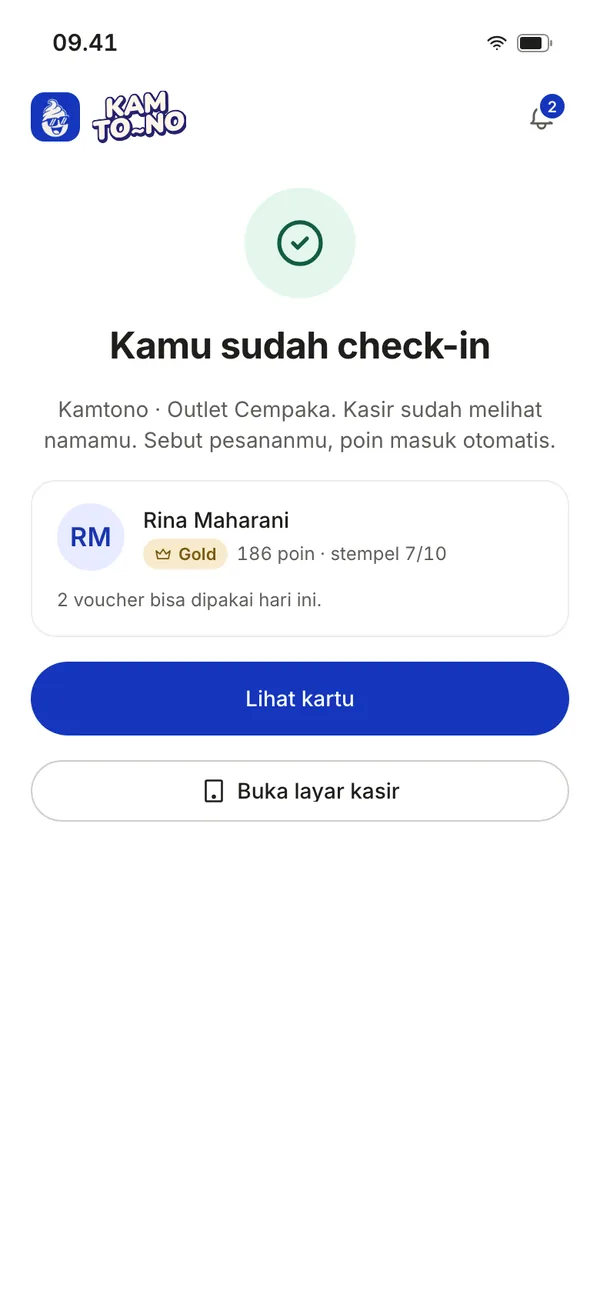 09.41
KAM
TO~NO
2
Kamu sudah check-in
Kamtono · Outlet Cempaka. Kasir sudah melihat
namamu. Sebut pesananmu, poin masuk otomatis.
RM
Rina Maharani
Gold 186 poin · stempel 7/10
2 voucher bisa dipakai hari ini.
Lihat kartu
Buka layar kasir